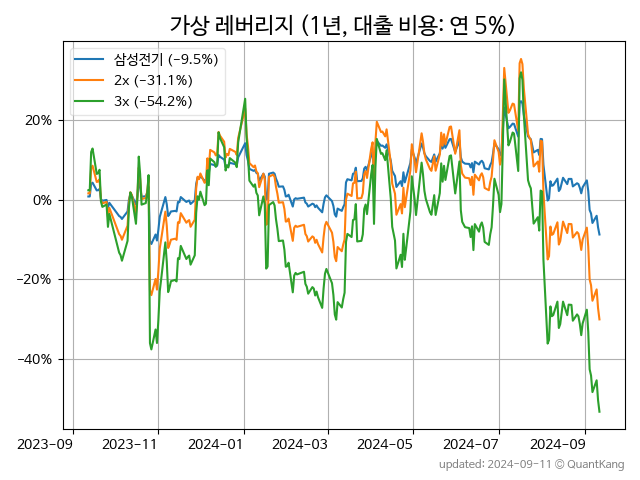 가상 레버리지 (1년, 대출 비용: 연 5%)
삼성전기 (−9.5%)
2x (−31.1%)
3x (−54.2%)
20%
0%
−20%
−40%
2023-09 2023-11 2024-01 2024-03 2024-05 2024-07 2024-09
updated: 2024-09-11 © QuantKang